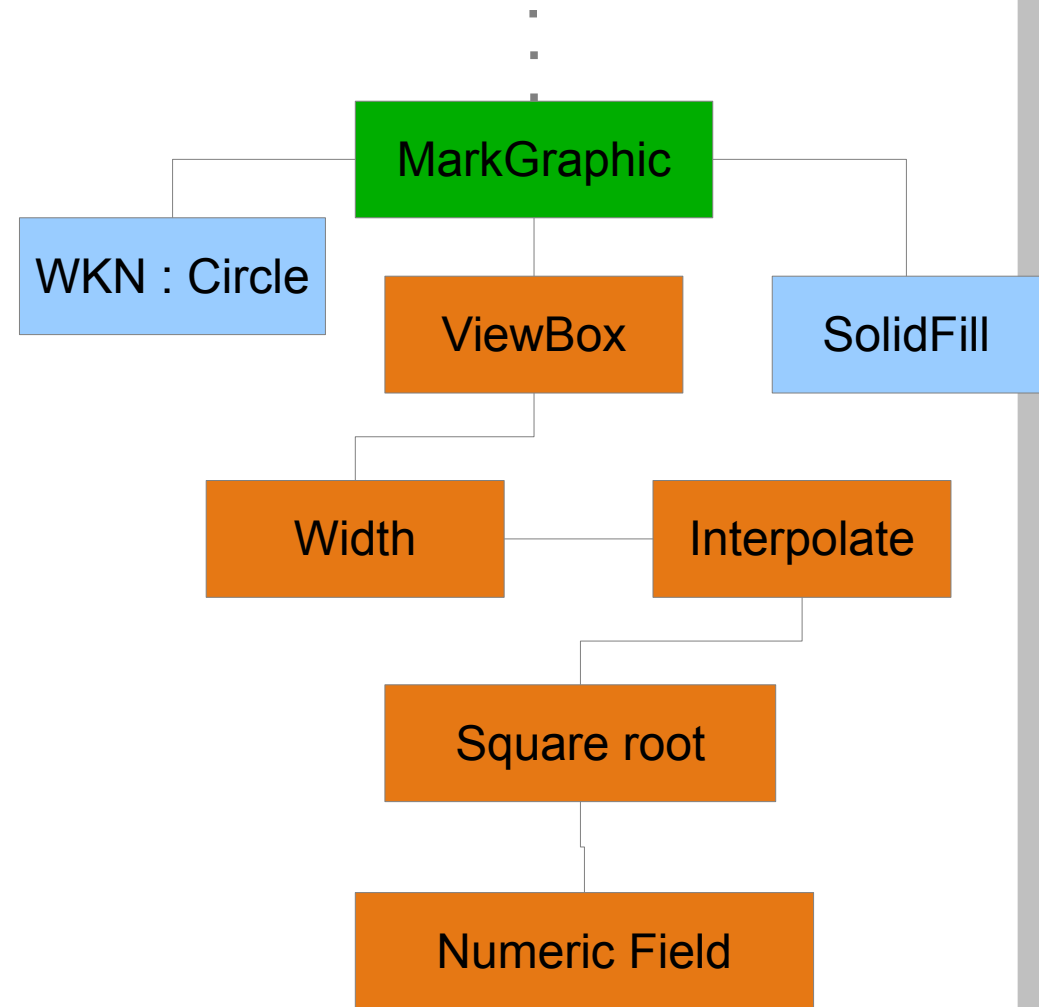 MarkGraphic
WKN : Circle
ViewBox
SolidFill
Width
Interpolate
Square root
Numeric Field